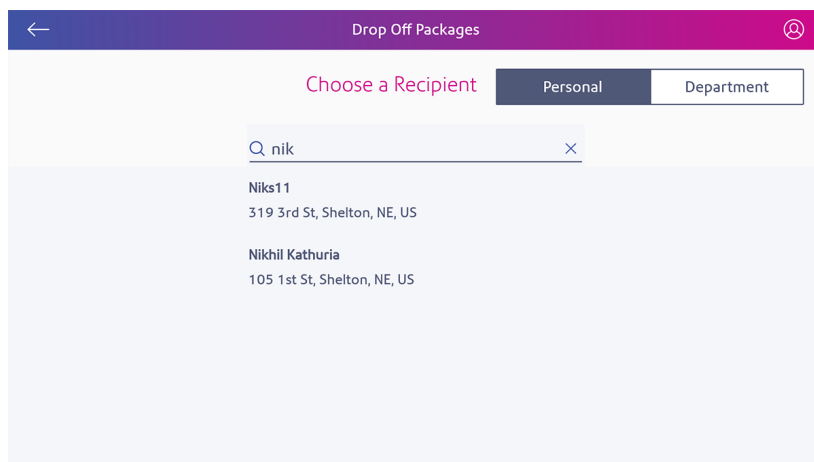 Drop Off Packages
Choose a Recipient
Personal
Department
nik
Niks11
319 3rd St, Shelton, NE, US
Nikhil Kathuria
105 1st St, Shelton, NE, US